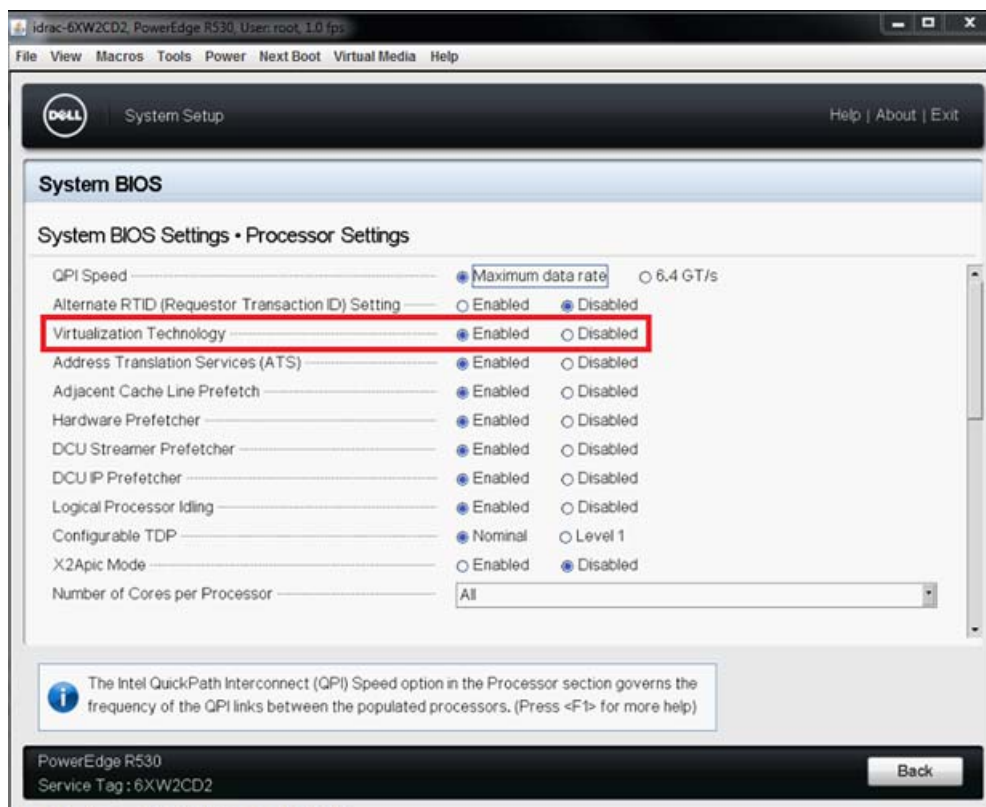 idrac-6XW2CD2, PowerEdge R530, User: root, 1.0 fps
File View Macros Tools Power Next Boot Virtual Media Help
DELL System Setup Help | About | Exit
System BIOS
System BIOS Settings • Processor Settings
QPI Speed Maximum data rate 6.4 GT/s
Alternate RTID (Requestor Transaction ID) Setting Enabled Disabled
Virtualization Technology Enabled Disabled
Address Translation Services (ATS) Enabled Disabled
Adjacent Cache Line Prefetch Enabled Disabled
Hardware Prefetcher Enabled Disabled
DCU Streamer Prefetcher Enabled Disabled
DCU IP Prefetcher Enabled Disabled
Logical Processor Idling Enabled Disabled
Configurable TDP Nominal Level 1
X2Apic Mode Enabled Disabled
Number of Cores per Processor All
The Intel QuickPath Interconnect (QPI) Speed option in the Processor section governs the
frequency of the QPI links between the populated processors. (Press <F1> for more help)
PowerEdge R530
Service Tag : 6XW2CD2
Back